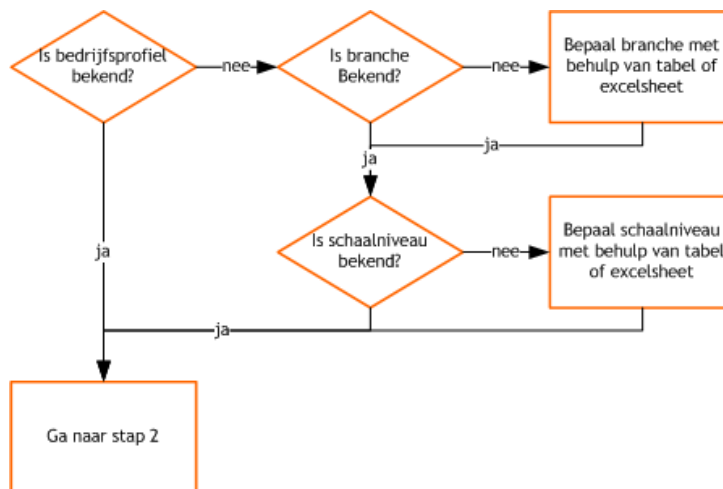 Is bedrijfsprofiel
bekend?
nee
Is branche
Bekend?
nee
Bepaal branche met
behulp van tabel of
excelsheet
ja
ja
ja
Is schaalniveau
bekend?
nee
Bepaal schaalniveau
met behulp van tabel
of excelsheet
ja
Ga naar stap 2